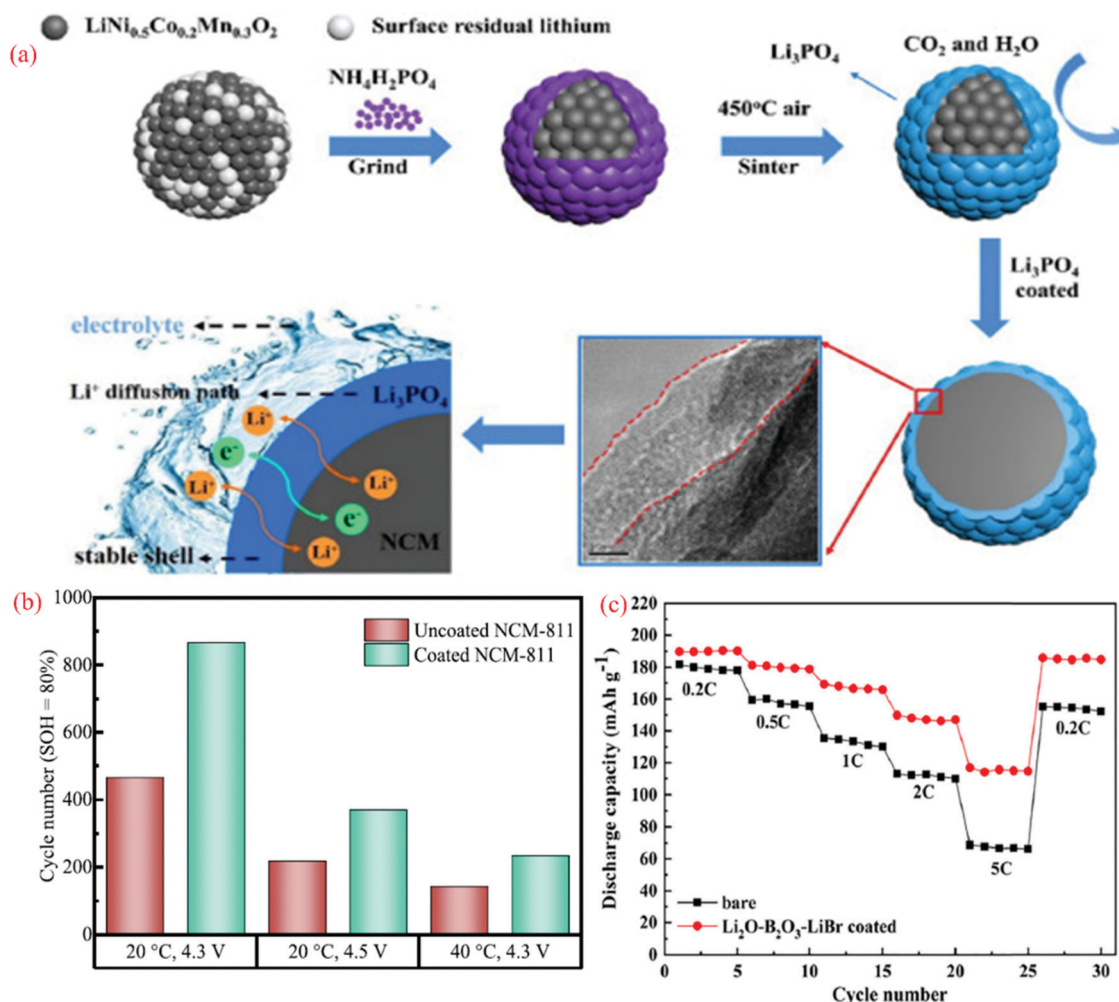 (a)
LiNi₀.₅Co₀.₂Mn₀.₃O₂
Surface residual lithium
NH₄H₂PO₄
Grind
450°C air
Sinter
Li₃PO₄
CO₂ and H₂O
Li₃PO₄
coated
electrolyte
Li⁺ diffusion path
Li₃PO₄
Li⁺
e⁻
Li⁺
Li⁺
e⁻
Li⁺
NCM
stable shell
(b)
1000
800
600
400
200
0
Cycle number (SOH = 80%)
Uncoated NCM-811
Coated NCM-811
20 °C, 4.3 V
20 °C, 4.5 V
40 °C, 4.3 V
(c)
220
200
180
160
140
120
100
80
60
40
20
0
Discharge capacity (mAh g⁻¹)
0.2C
0.5C
1C
2C
5C
0.2C
bare
Li₂O-B₂O₃-LiBr coated
0
5
10
15
20
25
30
Cycle number